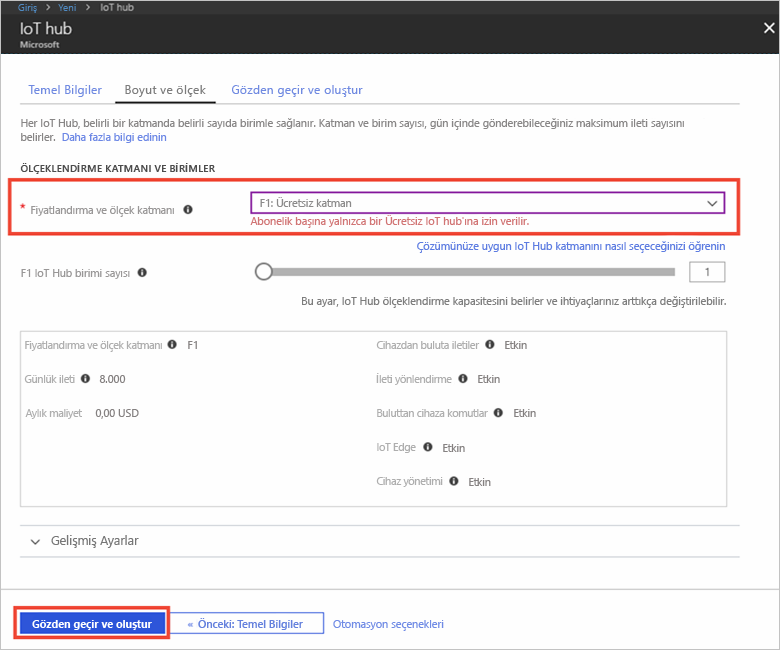 Giriş > Yeni > IoT hub
IoT hub
Microsoft
Temel Bilgiler Boyut ve ölçek Gözden geçir ve oluştur
Her IoT Hub, belirli bir katmanda belirli sayıda birimle sağlanır. Katman ve birim sayısı, gün içinde gönderebileceğiniz maksimum ileti sayısını
belirler. Daha fazla bilgi edinin
ÖLÇEKLENDİRME KATMANI VE BİRİMLER
* Fiyatlandırma ve ölçek katmanı F1: Ücretsiz katman
Abonelik başına yalnızca bir Ücretsiz IoT hub'ına izin verilir.
Çözümünüze uygun IoT Hub katmanını nasıl seçeceğinizi öğrenin
F1 IoT Hub birimi sayısı 1
Bu ayar, IoT Hub ölçeklendirme kapasitesini belirler ve ihtiyaçlarınız arttıkça değiştirilebilir.
Fiyatlandırma ve ölçek katmanı F1 Cihazdan buluta iletiler Etkin
Günlük ileti 8.000 İleti yönlendirme Etkin
Aylık maliyet 0,00 USD Buluttan cihaza komutlar Etkin
IoT Edge Etkin
Cihaz yönetimi Etkin
Gelişmiş Ayarlar
Gözden geçir ve oluştur « Önceki: Temel Bilgiler Otomasyon seçenekleri